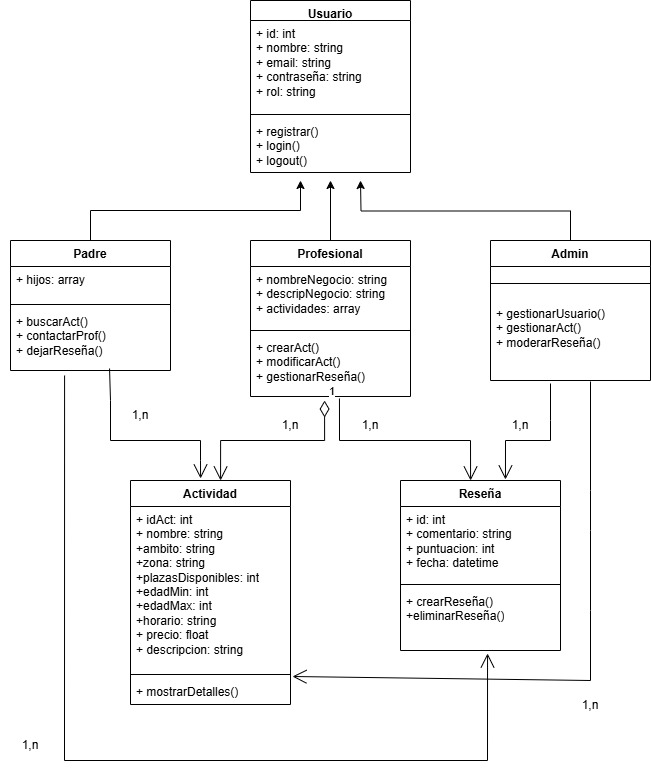 Usuario
+ id: int
+ nombre: string
+ email: string
+ contraseña: string
+ rol: string
+ registrar()
+ login()
+ logout()
Padre
+ hijos: array
+ buscarAct()
+ contactarProf()
+ dejarReseña()
Profesional
+ nombreNegocio: string
+ descripNegocio: string
+ actividades: array
+ crearAct()
+ modificarAct()
+ gestionarReseña()
Admin
+ gestionarUsuario()
+ gestionarAct()
+ moderarReseña()
1
1,n
1,n
1,n
1,n
Actividad
+ idAct: int
+ nombre: string
+ambito: string
+zona: string
+plazasDisponibles: int
+edadMin: int
+edadMax: int
+horario: string
+ precio: float
+ descripcion: string
+ mostrarDetalles()
Reseña
+ id: int
+ comentario: string
+ puntuacion: int
+ fecha: datetime
+ crearReseña()
+eliminarReseña()
1,n
1,n